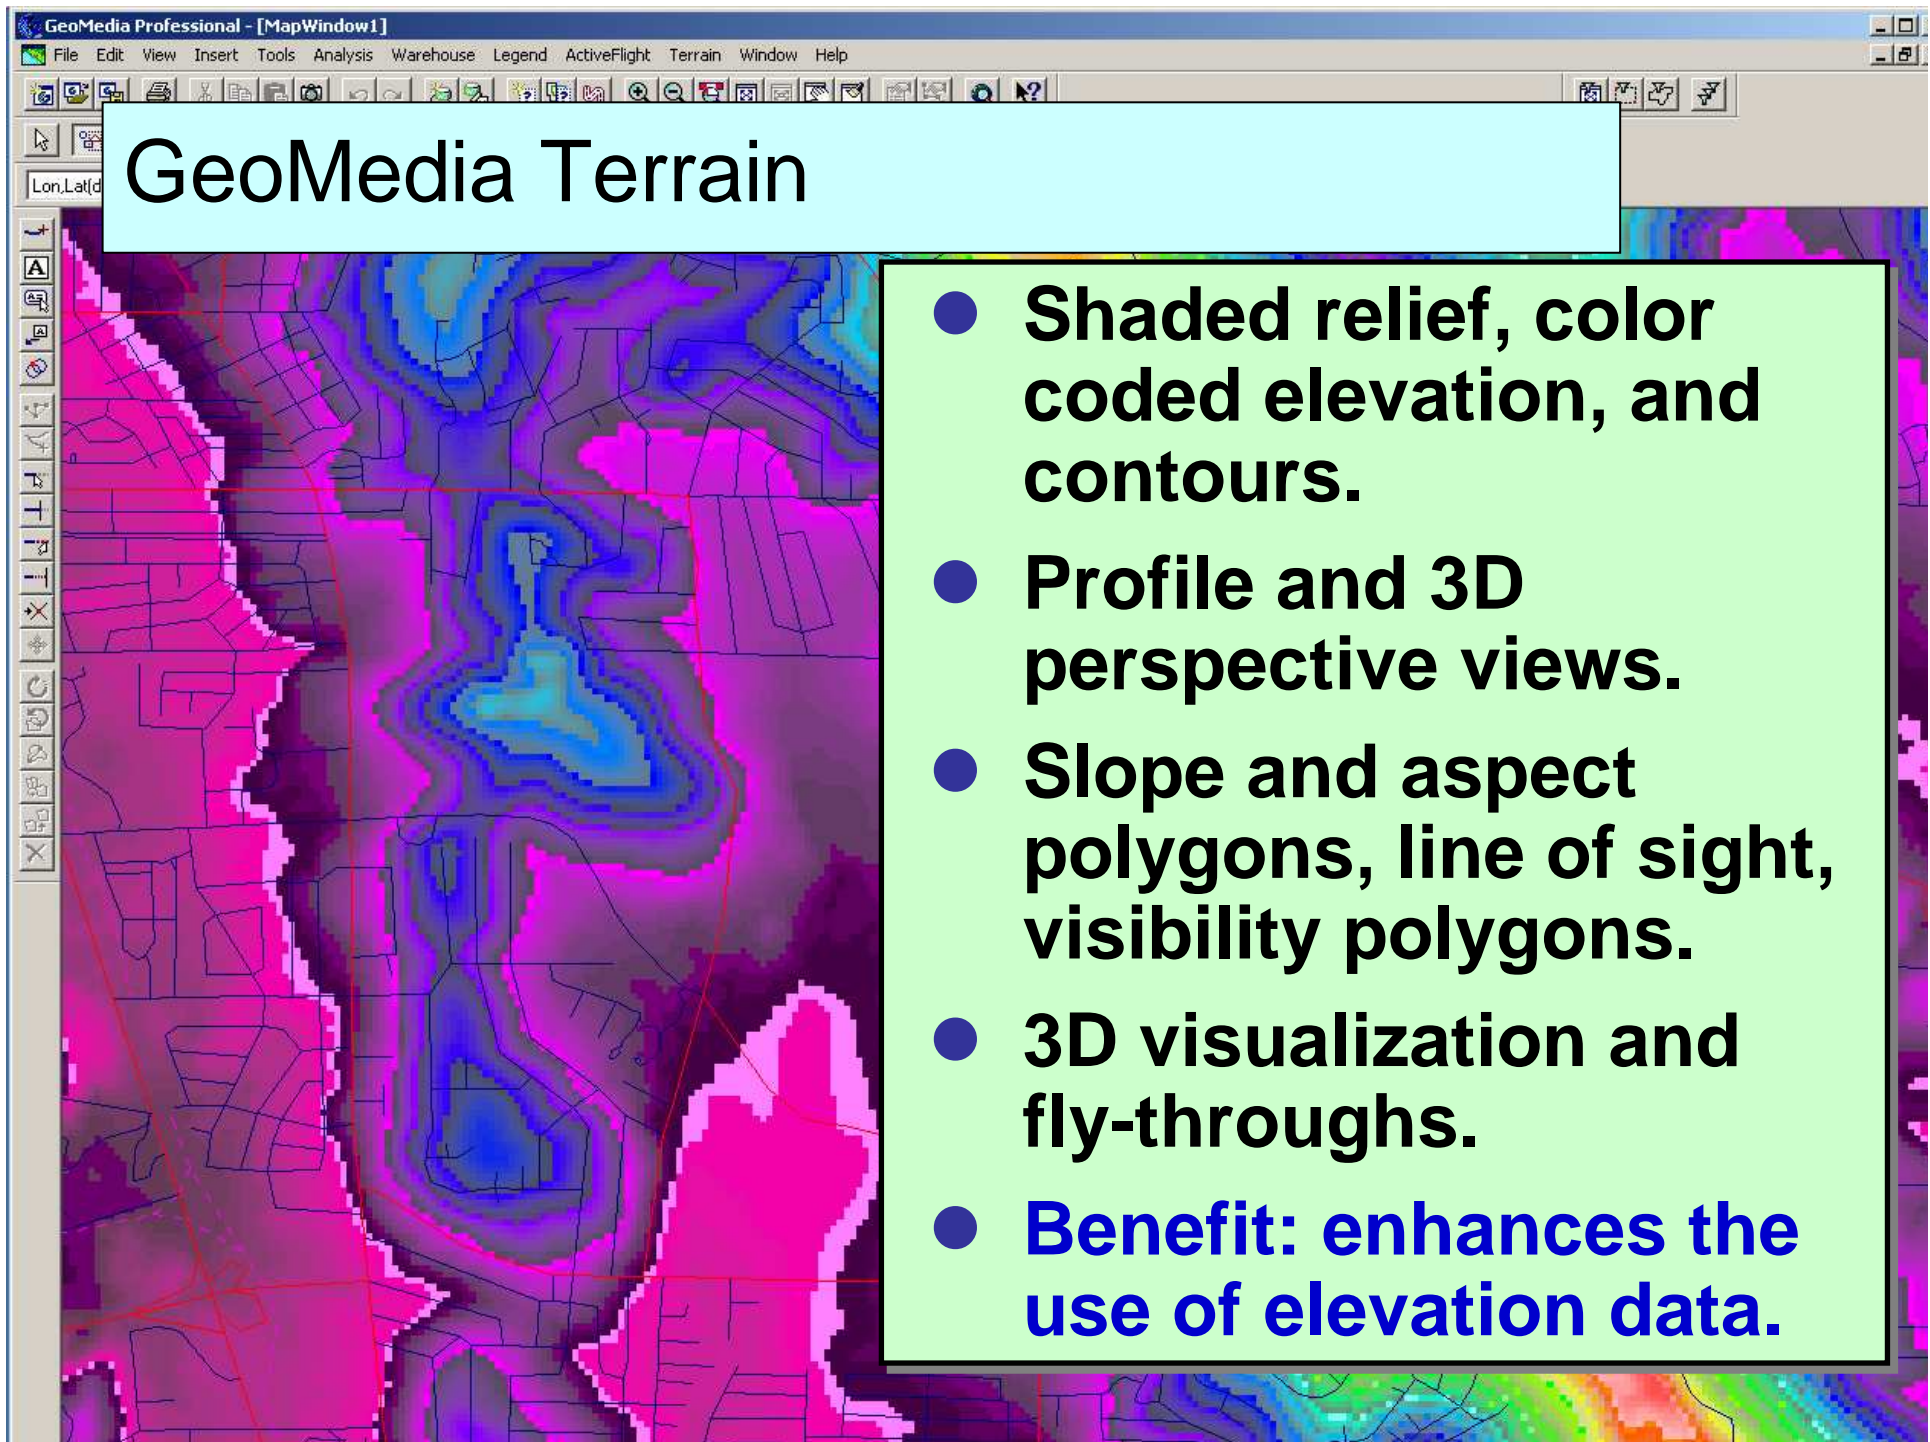 GeoMedia Professional - [MapWindow1]
File Edit View Insert Tools Analysis Warehouse Legend ActiveFlight Terrain Window Help
GeoMedia Terrain
Lon,Lat(d
● Shaded relief, color
coded elevation, and
contours.
● Profile and 3D
perspective views.
● Slope and aspect
polygons, line of sight,
visibility polygons.
● 3D visualization and
fly-throughs.
● Benefit: enhances the
use of elevation data.